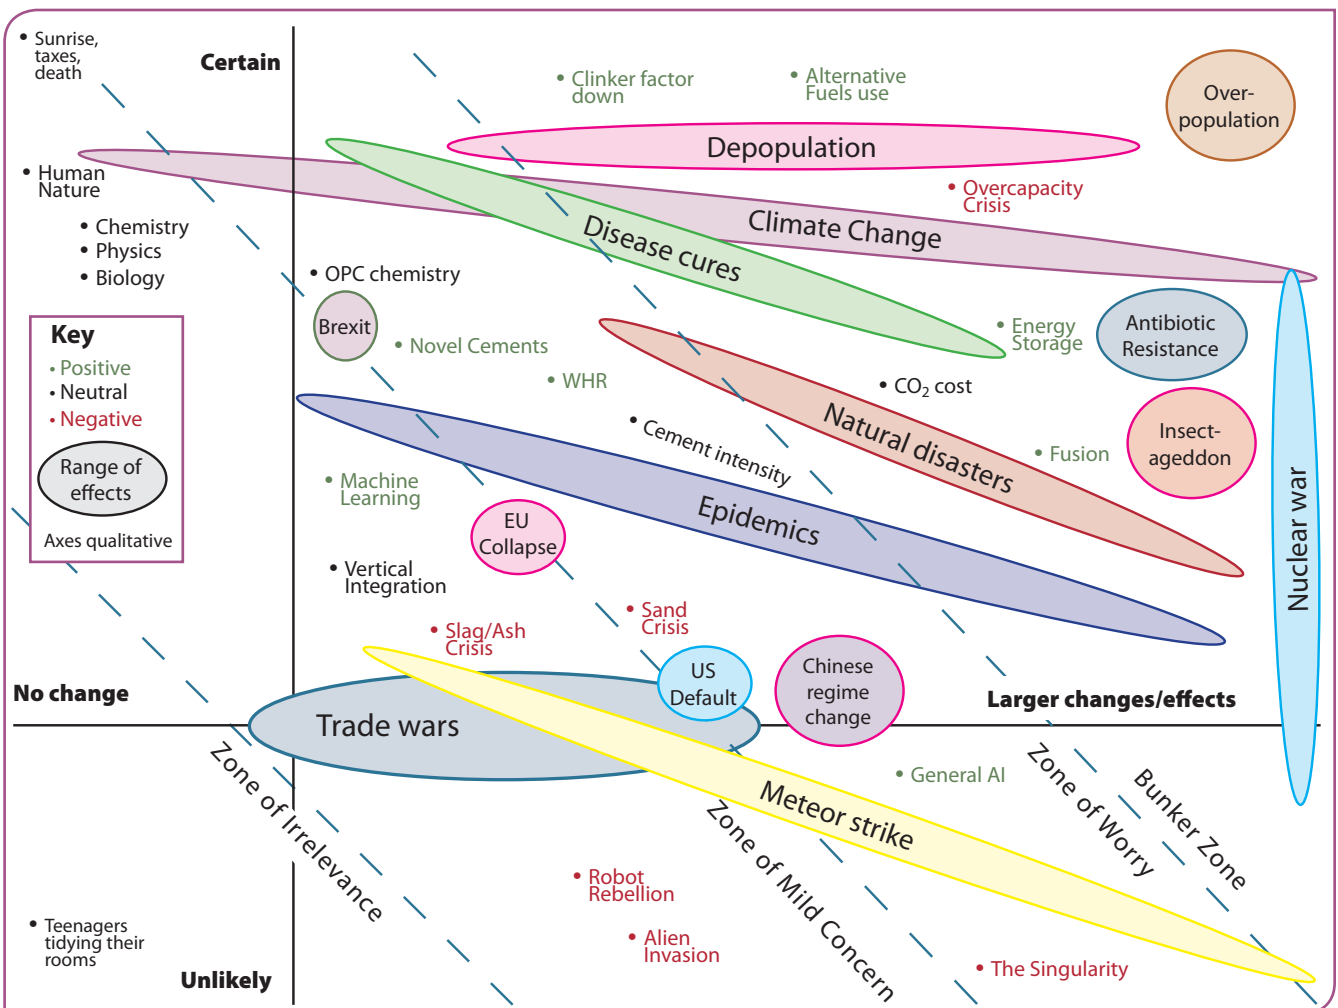 • Sunrise,
taxes,
death
Certain
• Clinker factor
down
• Alternative
Fuels use
Over-
population
Depopulation
• Human
Nature
• Overcapacity
Crisis
• Chemistry
• Physics
• Biology
Climate Change
Disease cures
• OPC chemistry
Brexit
• Novel Cements
• Energy
Storage
Antibiotic
Resistance
Key
• Positive
• Neutral
• Negative
Range of
effects
Axes qualitative
• WHR
• CO₂ cost
Natural disasters
• Cement intensity
• Fusion
Insect-
ageddon
• Machine
Learning
Epidemics
EU
Collapse
Nuclear war
• Vertical
Integration
• Sand
Crisis
• Slag/Ash
Crisis
US
Default
Chinese
regime
change
No change
Larger changes/effects
Trade wars
Zone of Irrelevance
• General AI
Meteor strike
Zone of Mild Concern
Zone of Worry
Bunker Zone
• Robot
Rebellion
• Teenagers
tidying their
rooms
• Alien
Invasion
• The Singularity
Unlikely